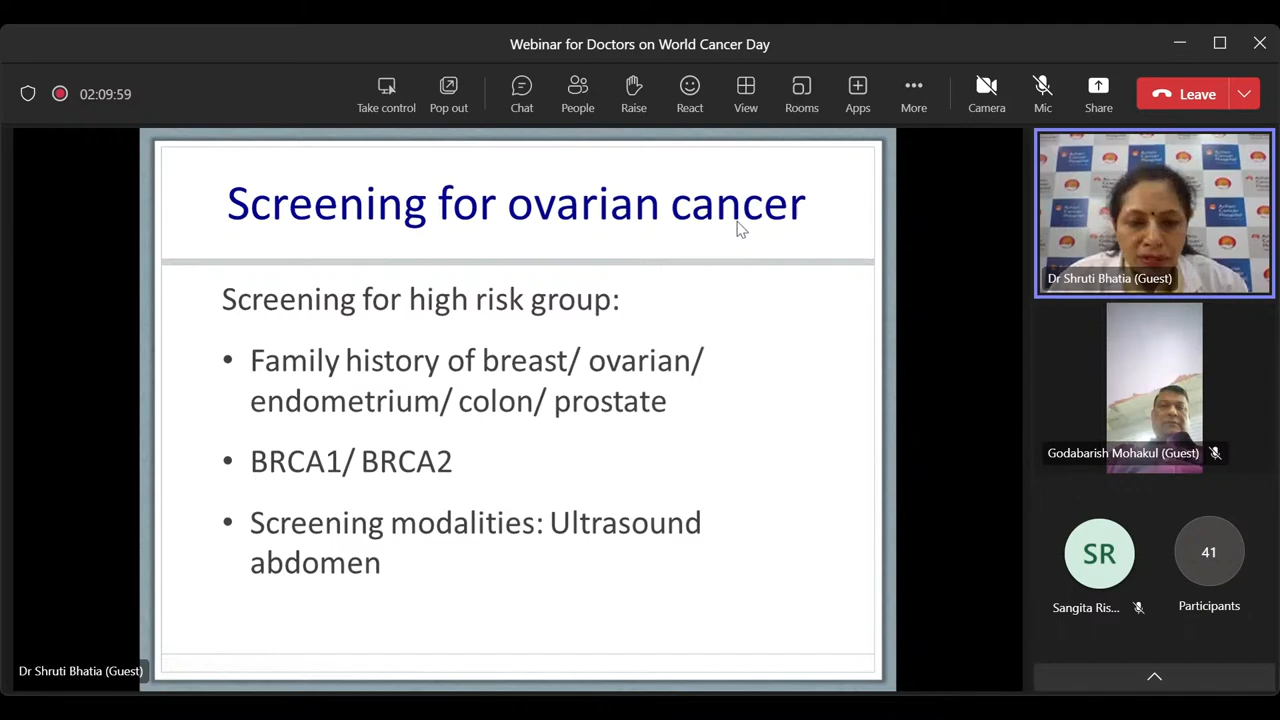 Webinar for Doctors on World Cancer Day
02:09:59
Take control
Pop out
Chat
People
Raise
React
View
Rooms
Apps
More
Camera
Mic
Share
Leave
Screening for ovarian cancer
Screening for high risk group:
• Family history of breast/ ovarian/
endometrium/ colon/ prostate
• BRCA1/ BRCA2
• Screening modalities: Ultrasound
abdomen
Dr Shruti Bhatia (Guest)
Dr Shruti Bhatia (Guest)
Godabarish Mohakul (Guest)
SR
Sangita Ris...
41
Participants